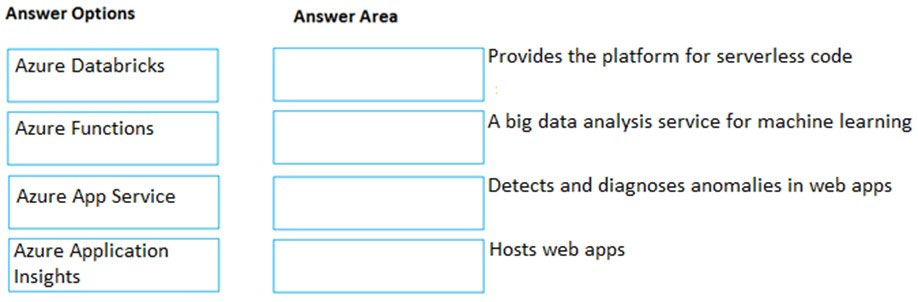 Answer Options
Answer Area
Azure Databricks
Provides the platform for serverless code
Azure Functions
A big data analysis service for machine learning
Azure App Service
Detects and diagnoses anomalies in web apps
Azure Application
Insights
Hosts web apps